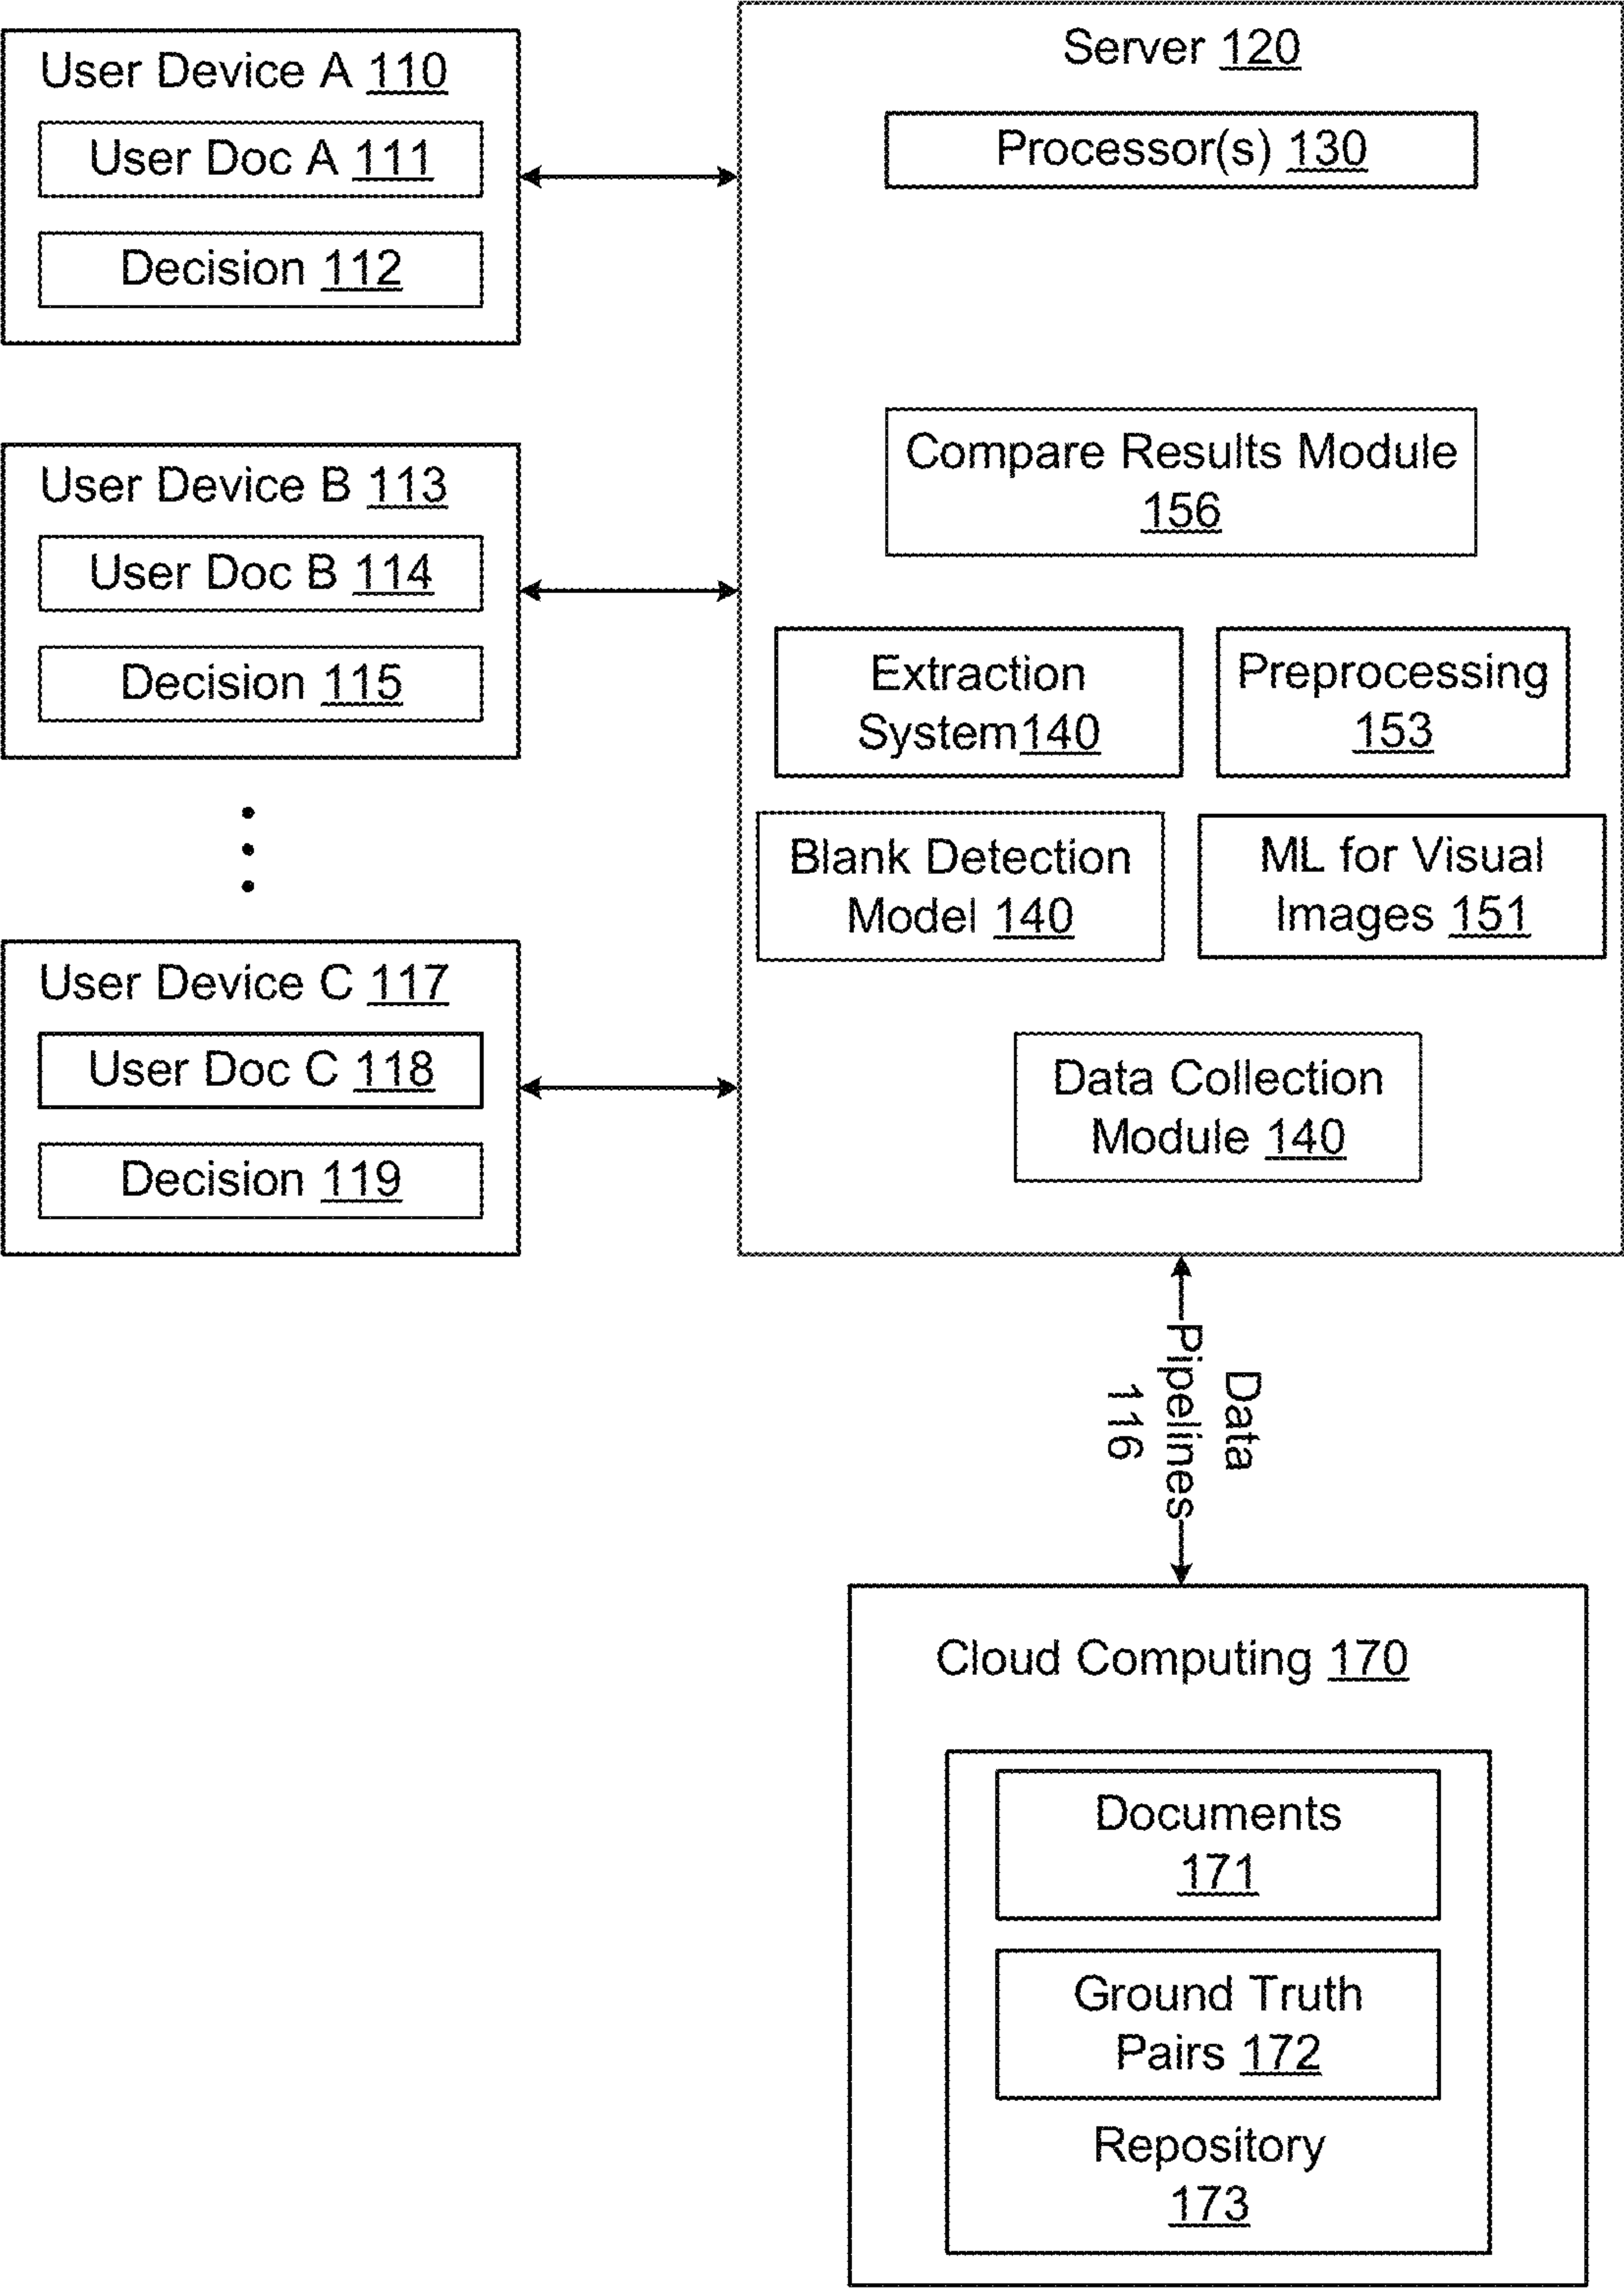 User Device A 110
User Doc A 111
Decision 112
User Device B 113
User Doc B 114
Decision 115
User Device C 117
User Doc C 118
Decision 119
Server 120
Processor(s) 130
Compare Results Module
156
Extraction
System140
Preprocessing
153
Blank Detection
Model 140
ML for Visual
Images 151
Data Collection
Module 140
Data
Pipelines
116
Cloud Computing 170
Documents
171
Ground Truth
Pairs 172
Repository
173